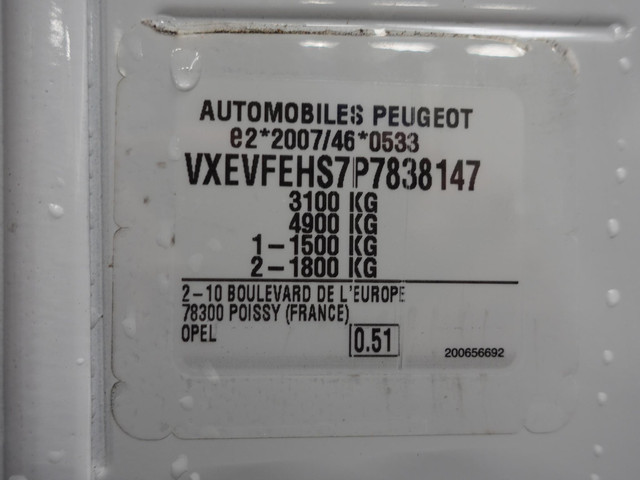 AUTOMOBILES PEUGEOT
e2*2007/46*0533
VXEVFEHS7P7838147
3100 KG
4900 KG
1-1500 KG
2-1800 KG
2-10 BOULEVARD DE L'EUROPE
78300 POISSY (FRANCE)
OPEL 0.51 200656692